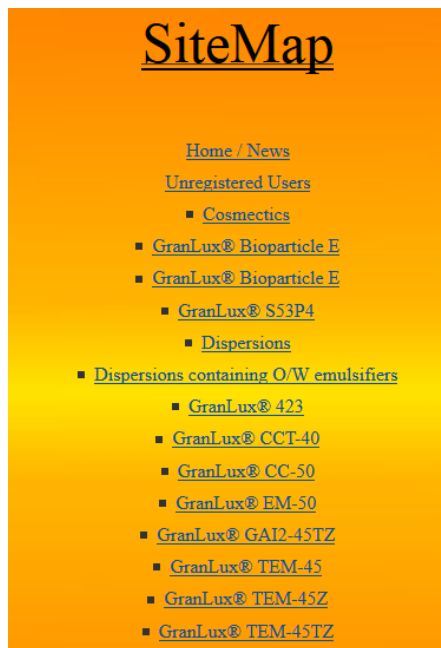 SiteMap
Home / News
Unregistered Users
Cosmectics
GranLux® Bioparticle E
GranLux® Bioparticle E
GranLux® S53P4
Dispersions
Dispersions containing O/W emulsifiers
GranLux® 423
GranLux® CCT-40
GranLux® CC-50
GranLux® EM-50
GranLux® GAI2-45TZ
GranLux® TEM-45
GranLux® TEM-45Z
GranLux® TEM-45TZ